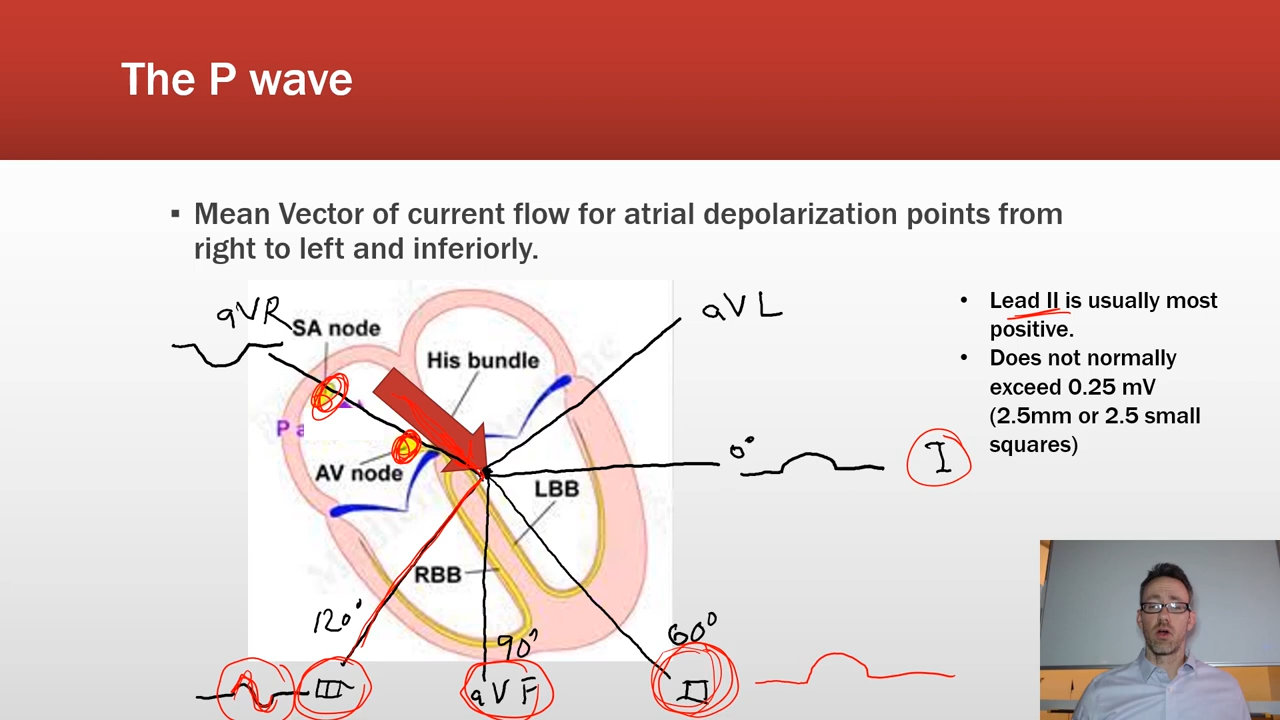 The P wave
▪ Mean Vector of current flow for atrial depolarization points from
right to left and inferiorly.
aVR
SA node
aVL
His bundle
• Lead II is usually most
positive.
• Does not normally
exceed 0.25 mV
(2.5mm or 2.5 small
squares)
P a
0°
I
AV node
LBB
RBB
120°
90°
60°
III
aVF
II